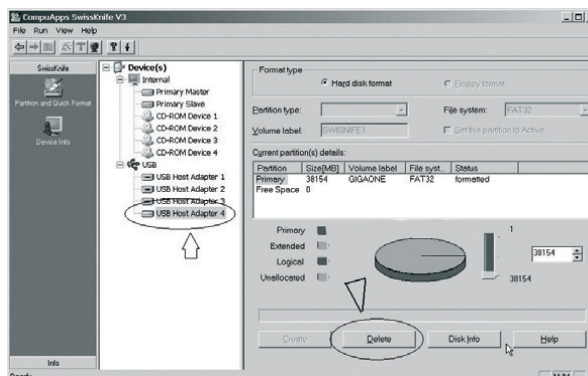 CompuApps SwissKnife V3
File Run View Help
SwissKnife
Partition and Quick Format
Device Info
Info
Ready
Device(s)
Internal
Primary Master
Primary Slave
CD-ROM Device 1
CD-ROM Device 2
CD-ROM Device 3
CD-ROM Device 4
USB
USB Host Adapter 1
USB Host Adapter 2
USB Host Adapter 3
USB Host Adapter 4
Format type
Hard disk format Floppy format
Partition type: File system: FAT32
Volume label: SWISNIFE1 Set this partition to Active
Current partition(s) details:
Partition Size[MB] Volume label File syst... Status
Primary 38154 GIGAONE FAT32 formatted
Free Space 0
Primary
Extended
Logical
Unallocated
1
38154
38154
Create Delete Disk Info Help